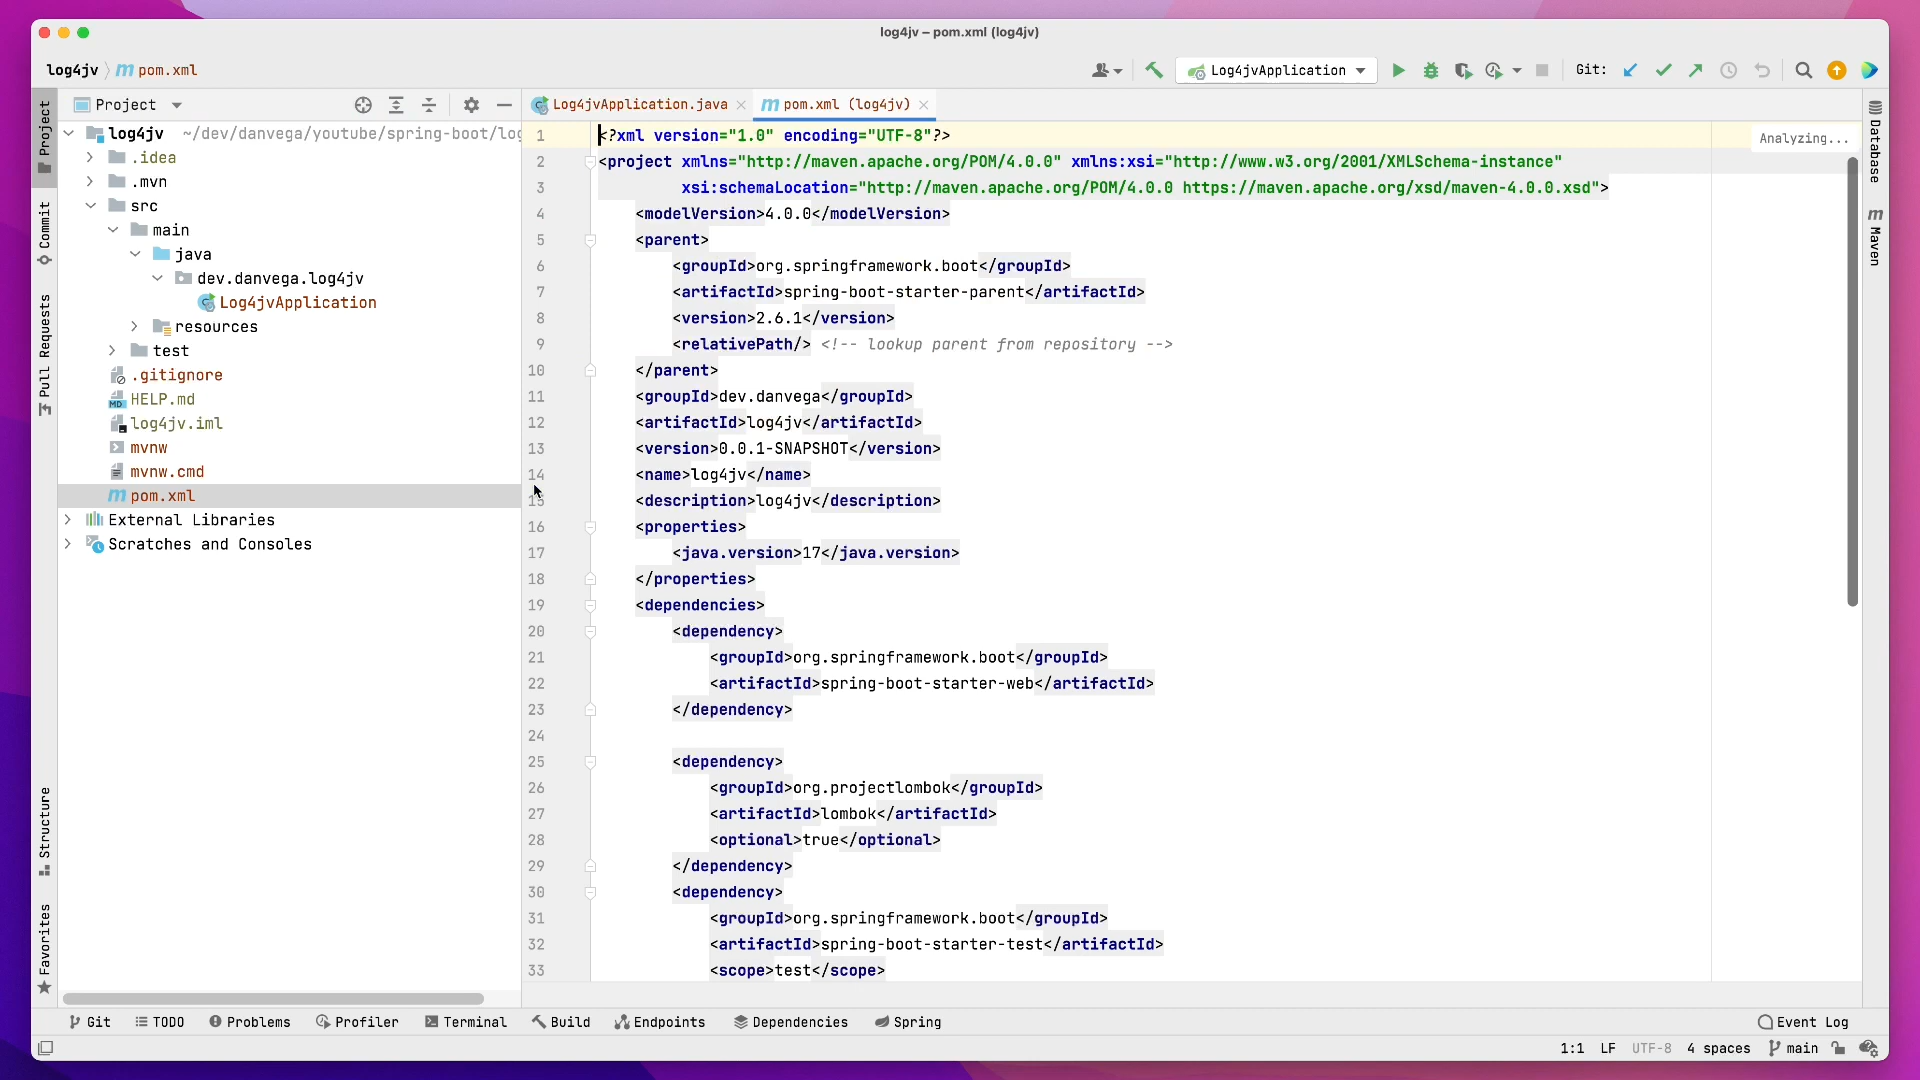 log4jv – pom.xml (log4jv)
log4jv
m pom.xml
Log4jvApplication
Git:
Project
Log4jvApplication.java
m pom.xml (log4jv)
Project
Commit
Pull Requests
Structure
Favorites
log4jv ~/dev/danvega/youtube/spring-boot/log
.idea
.mvn
src
main
java
dev.danvega.log4jv
Log4jvApplication
resources
test
.gitignore
MD HELP.md
log4jv.iml
mvnw
mvnw.cmd
m pom.xml
External Libraries
Scratches and Consoles
1 <?xml version="1.0" encoding="UTF-8"?>
2 <project xmlns="http://maven.apache.org/POM/4.0.0" xmlns:xsi="http://www.w3.org/2001/XMLSchema-instance"
3 xsi:schemaLocation="http://maven.apache.org/POM/4.0.0 https://maven.apache.org/xsd/maven-4.0.0.xsd">
4 <modelVersion>4.0.0</modelVersion>
5 <parent>
6 <groupId>org.springframework.boot</groupId>
7 <artifactId>spring-boot-starter-parent</artifactId>
8 <version>2.6.1</version>
9 <relativePath/> <!-- lookup parent from repository -->
10 </parent>
11 <groupId>dev.danvega</groupId>
12 <artifactId>log4jv</artifactId>
13 <version>0.0.1-SNAPSHOT</version>
14 <name>log4jv</name>
15 <description>log4jv</description>
16 <properties>
17 <java.version>17</java.version>
18 </properties>
19 <dependencies>
20 <dependency>
21 <groupId>org.springframework.boot</groupId>
22 <artifactId>spring-boot-starter-web</artifactId>
23 </dependency>
24
25 <dependency>
26 <groupId>org.projectlombok</groupId>
27 <artifactId>lombok</artifactId>
28 <optional>true</optional>
29 </dependency>
30 <dependency>
31 <groupId>org.springframework.boot</groupId>
32 <artifactId>spring-boot-starter-test</artifactId>
33 <scope>test</scope>
Analyzing...
Database
m Maven
Git
TODO
Problems
Profiler
Terminal
Build
Endpoints
Dependencies
Spring
Event Log
1:1 LF UTF-8 4 spaces main